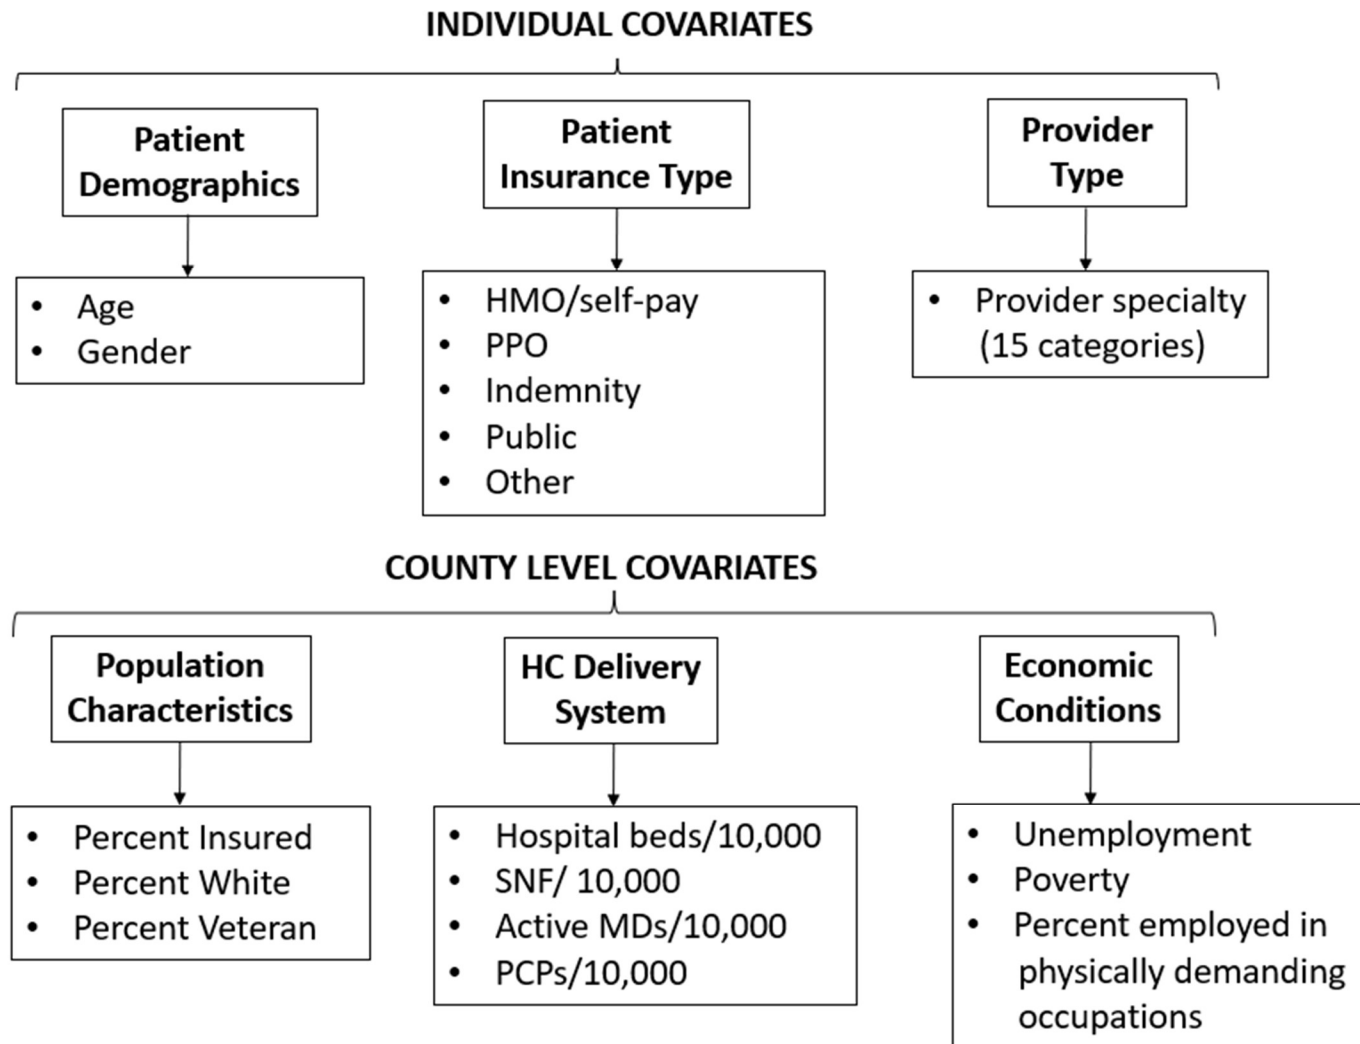 INDIVIDUAL COVARIATES
Patient
Demographics
• Age
• Gender
Patient
Insurance Type
• HMO/self-pay
• PPO
• Indemnity
• Public
• Other
Provider
Type
• Provider specialty
(15 categories)
COUNTY LEVEL COVARIATES
Population
Characteristics
• Percent Insured
• Percent White
• Percent Veteran
HC Delivery
System
• Hospital beds/10,000
• SNF/ 10,000
• Active MDs/10,000
• PCPs/10,000
Economic
Conditions
• Unemployment
• Poverty
• Percent employed in
physically demanding
occupations